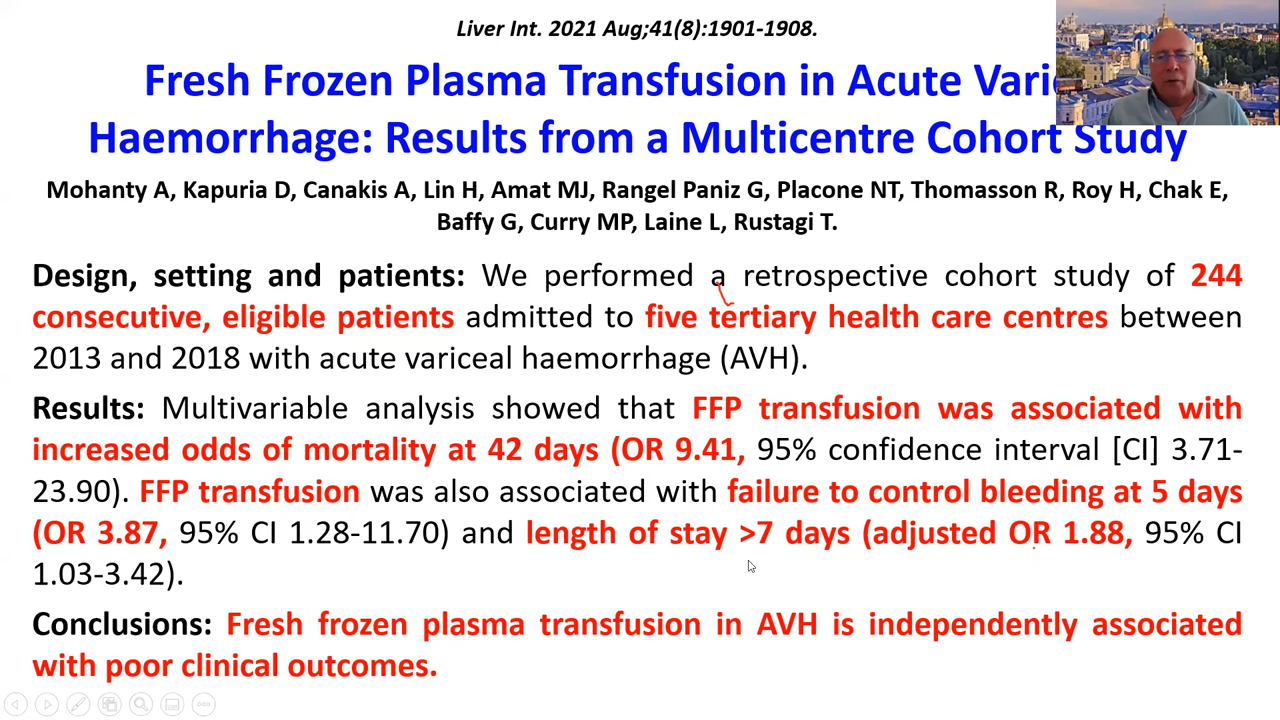 Liver Int. 2021 Aug;41(8):1901-1908.
Fresh Frozen Plasma Transfusion in Acute
Haemorrhage: Results from a Multicentre Cohort Study
Mohanty A, Kapuria D, Canakis A, Lin H, Amat MJ, Rangel Paniz G, Placone NT, Thomasson R, Roy H, Chak E,
Baffy G, Curry MP, Laine L, Rustagi T.
Design, setting and patients: We performed a retrospective cohort study of 244
consecutive, eligible patients admitted to five tertiary health care centres between
2013 and 2018 with acute variceal haemorrhage (AVH).
Results: Multivariable analysis showed that FFP transfusion was associated with
increased odds of mortality at 42 days (OR 9.41, 95% confidence interval [CI] 3.71-
23.90). FFP transfusion was also associated with failure to control bleeding at 5 days
(OR 3.87, 95% CI 1.28-11.70) and length of stay >7 days (adjusted OR 1.88, 95% CI
1.03-3.42).
Conclusions: Fresh frozen plasma transfusion in AVH is independently associated
with poor clinical outcomes.